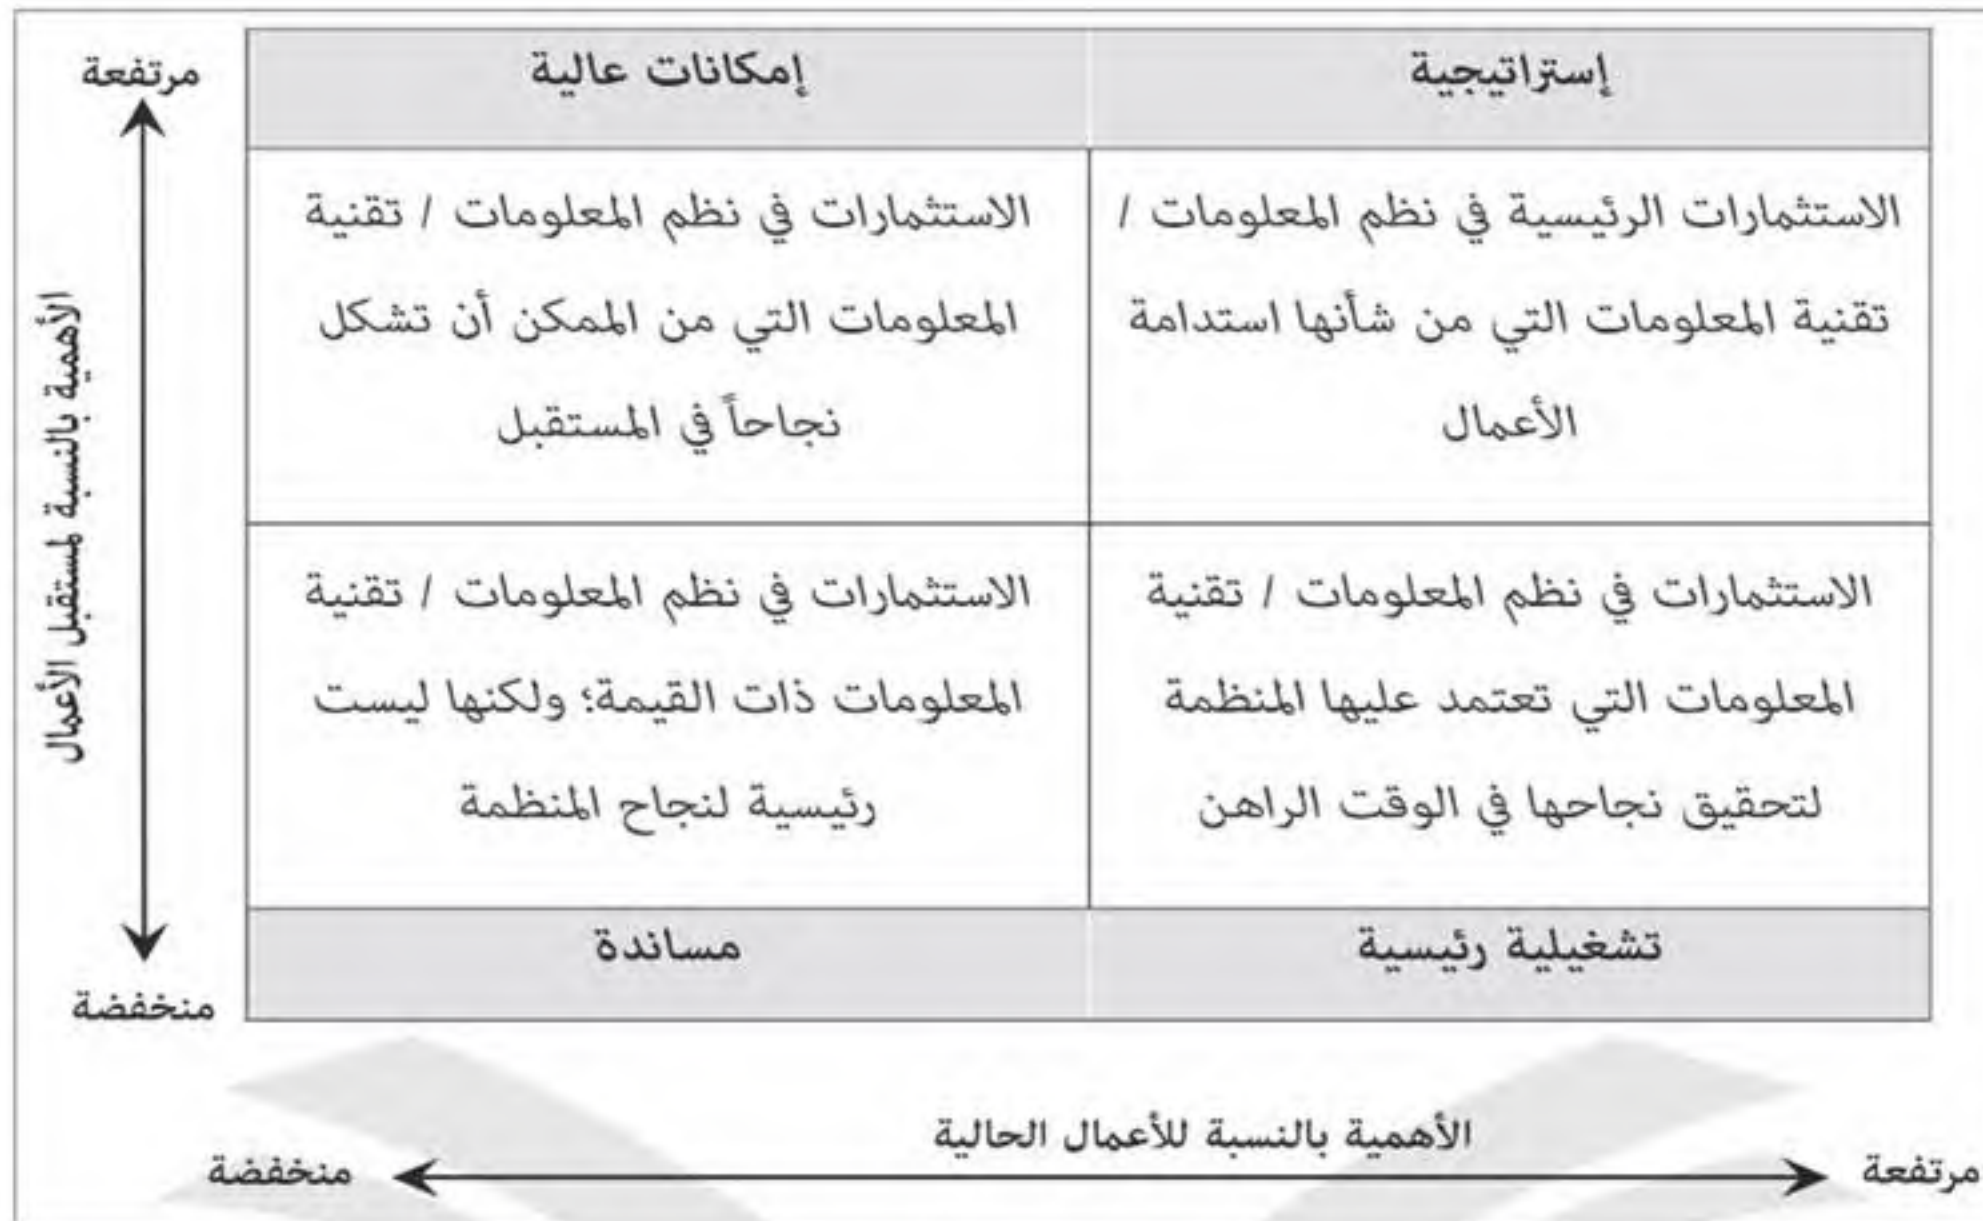 مرتفعة
إستراتيجية
إمكانات عالية
الاستثمارات الرئيسية في نظم المعلومات /
تقنية المعلومات التي من شأنها استدامة
الأعمال
الاستثمارات في نظم المعلومات / تقنية
المعلومات التي من الممكن أن تشكل
نجاحاً في المستقبل
الأهمية بالنسبة لمستقبل الأعمال
الاستثمارات في نظم المعلومات / تقنية
المعلومات التي تعتمد عليها المنظمة
لتحقيق نجاحها في الوقت الراهن
الاستثمارات في نظم المعلومات / تقنية
المعلومات ذات القيمة؛ ولكنها ليست
رئيسية لنجاح المنظمة
تشغيلية رئيسية
مساندة
منخفضة
الأهمية بالنسبة للأعمال الحالية
مرتفعة
منخفضة